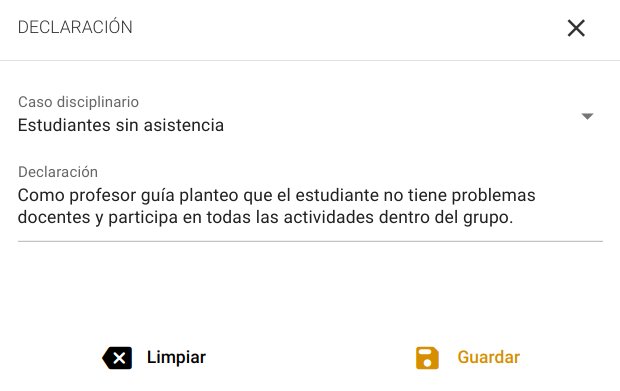 DECLARACIÓN
Caso disciplinario
Estudiantes sin asistencia
Declaración
Como profesor guía planteo que el estudiante no tiene problemas
docentes y participa en todas las actividades dentro del grupo.
Limpiar
Guardar